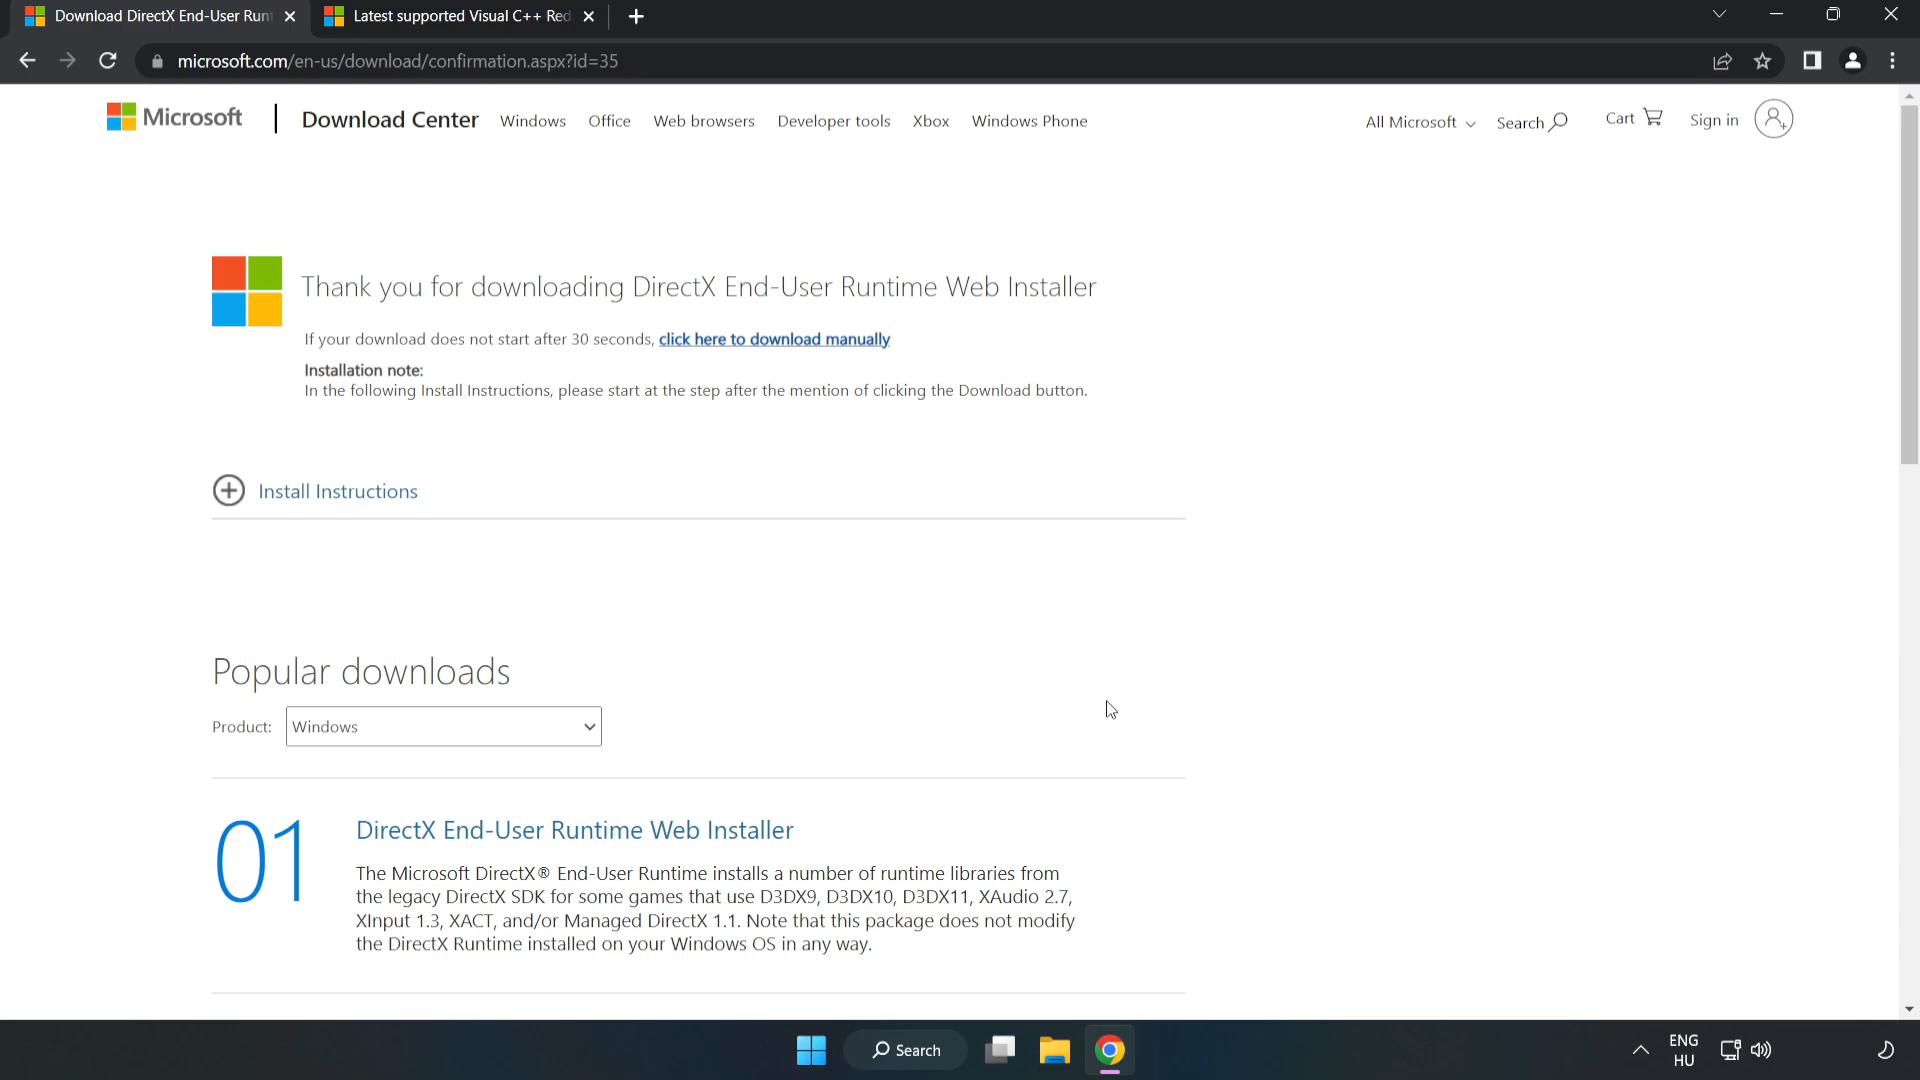 Download DirectX End-User Runt
Latest supported Visual C++ Red
microsoft.com/en-us/download/confirmation.aspx?id=35
Microsoft
Download Center
Windows
Office
Web browsers
Developer tools
Xbox
Windows Phone
All Microsoft
Search
Cart
Sign in
Thank you for downloading DirectX End-User Runtime Web Installer
If your download does not start after 30 seconds, click here to download manually
Installation note:
In the following Install Instructions, please start at the step after the mention of clicking the Download button.
Install Instructions
Popular downloads
Product:
Windows
01
DirectX End-User Runtime Web Installer
The Microsoft DirectX® End-User Runtime installs a number of runtime libraries from
the legacy DirectX SDK for some games that use D3DX9, D3DX10, D3DX11, XAudio 2.7,
XInput 1.3, XACT, and/or Managed DirectX 1.1. Note that this package does not modify
the DirectX Runtime installed on your Windows OS in any way.
Search
ENG
HU